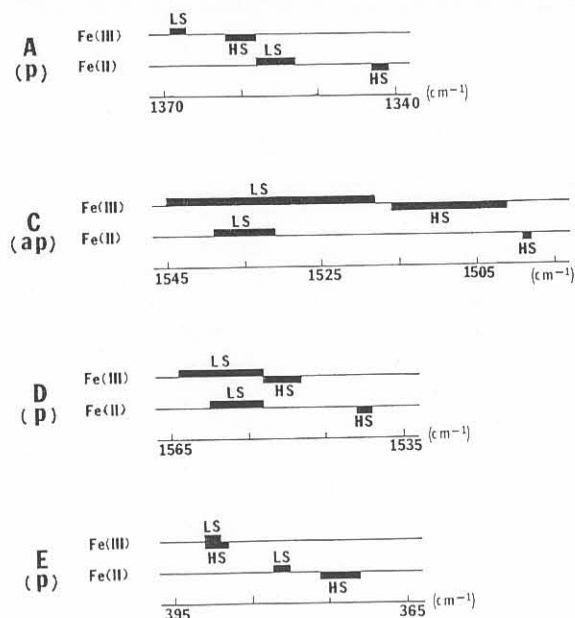 LS
Fe(III)
A
HS LS
(p)
Fe(II)
HS
1370 1340 (cm⁻¹)
LS
Fe(III)
C
LS HS
(ap)
Fe(II)
HS
1545 1525 1505 (cm⁻¹)
LS
Fe(III)
D
LS HS
(p)
Fe(II)
HS
1565 1535 (cm⁻¹)
LS
Fe(III)
E
HS LS
(p)
Fe(II)
HS
395 365 (cm⁻¹)